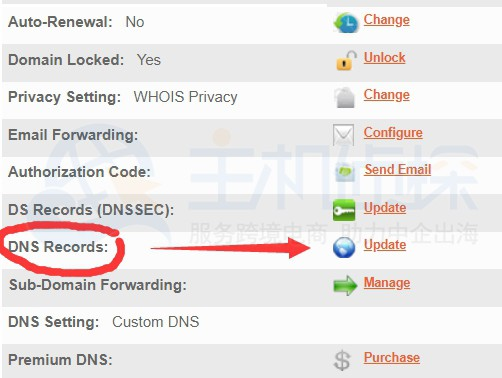 Auto-Renewal: No Change
Domain Locked: Yes Unlock
Privacy Setting: WHOIS Privacy Change
Email Forwarding: Configure
Authorization Code: Send Email
DS Records (DNSSEC): Update
DNS Records: Update
Sub-Domain Forwarding: Manage
DNS Setting: Custom DNS
Premium DNS: Purchase
主机侦探
服务跨境电商 助力中企出海